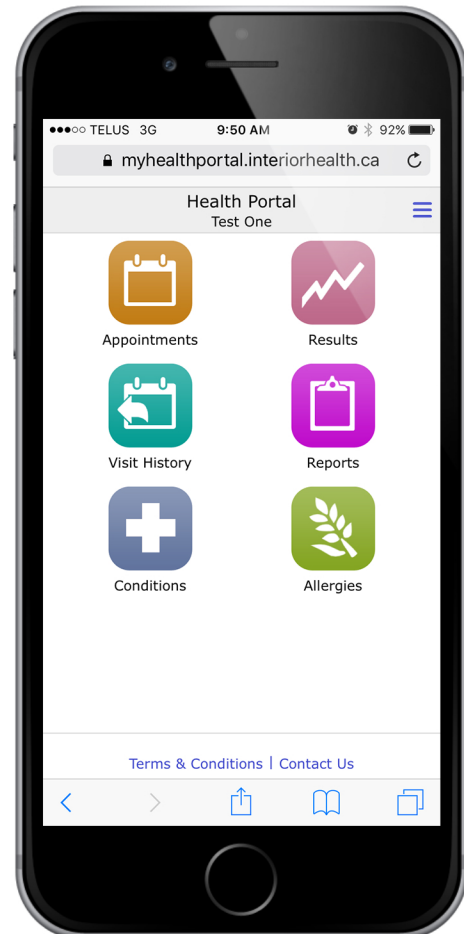 TELUS 3G 9:50 AM 92%
myhealthportal.interiorhealth.ca
Health Portal
Test One
Appointments Results
Visit History Reports
Conditions Allergies
Terms & Conditions | Contact Us